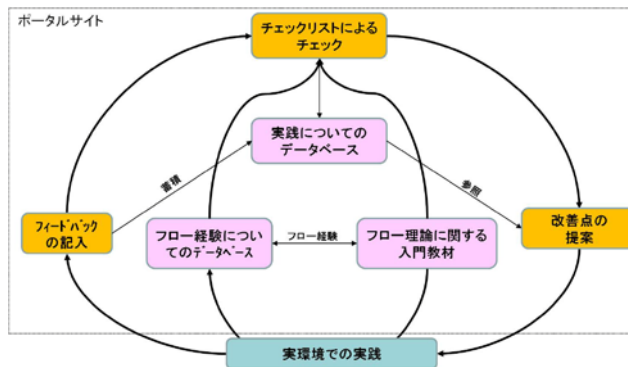 ポータルサイト
チェックリストによる
チェック
実践についての
データベース
蓄積
参照
フィードバック
の記入
フロー経験につい
てのデータベース
フロー経験
フロー理論に関する
入門教材
改善点の
提案
実環境での実践